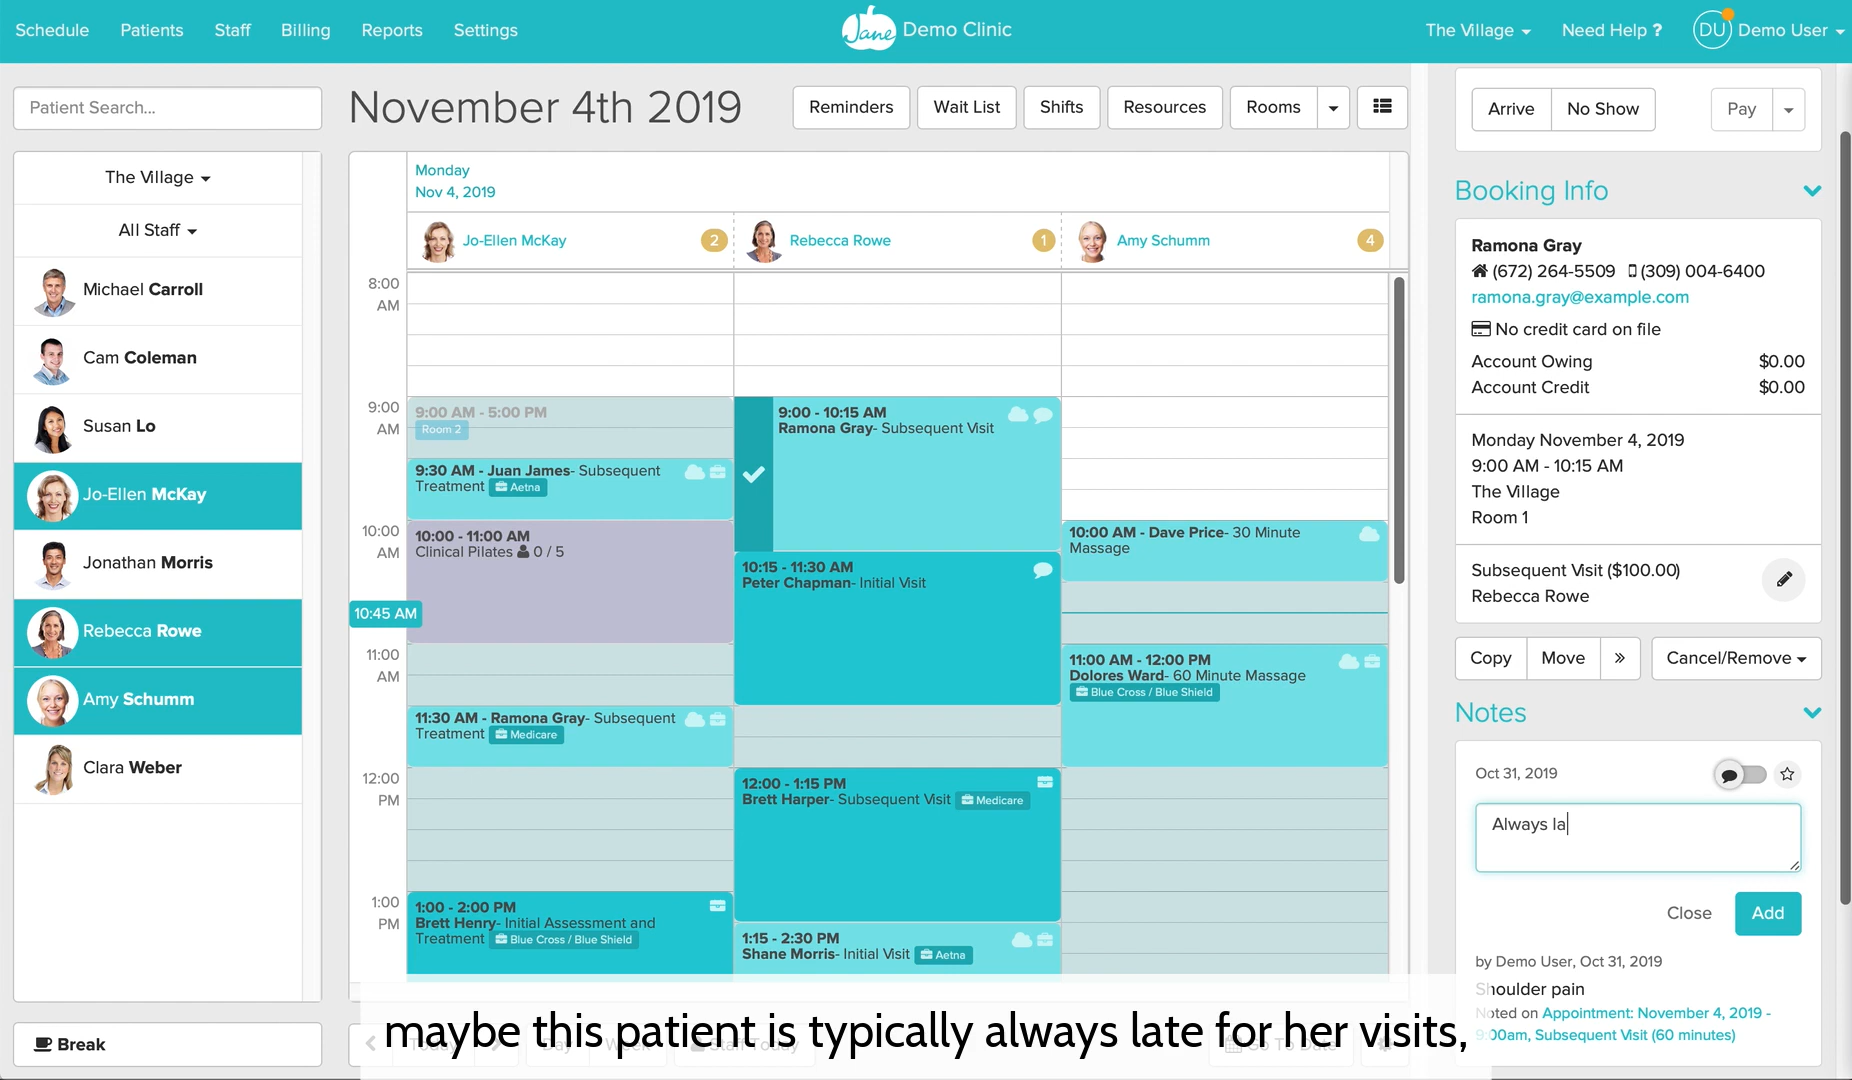 Schedule Patients Staff Billing Reports Settings
Jane Demo Clinic
The Village Need Help ? DU Demo User
Patient Search...
The Village
All Staff
Michael Carroll
Cam Coleman
Susan Lo
Jo-Ellen McKay
Jonathan Morris
Rebecca Rowe
Amy Schumm
Clara Weber
Break
November 4th 2019
Reminders Wait List Shifts Resources Rooms
Monday
Nov 4, 2019
Jo-Ellen McKay 2
Rebecca Rowe 1
Amy Schumm 4
8:00
AM
9:00
AM
10:00
AM
10:45 AM
11:00
AM
12:00
PM
1:00
PM
9:00 AM - 5:00 PM
Room 2
9:30 AM - Juan James- Subsequent
Treatment Aetna
10:00 - 11:00 AM
Clinical Pilates 0 / 5
11:30 AM - Ramona Gray- Subsequent
Treatment Medicare
1:00 - 2:00 PM
Brett Henry- Initial Assessment and
Treatment Blue Cross / Blue Shield
9:00 - 10:15 AM
Ramona Gray- Subsequent Visit
10:15 - 11:30 AM
Peter Chapman- Initial Visit
12:00 - 1:15 PM
Brett Harper- Subsequent Visit Medicare
1:15 - 2:30 PM
Shane Morris- Initial Visit Aetna
10:00 AM - Dave Price- 30 Minute
Massage
11:00 AM - 12:00 PM
Dolores Ward- 60 Minute Massage
Blue Cross / Blue Shield
Arrive No Show Pay
Booking Info
Ramona Gray
(672) 264-5509 (309) 004-6400
ramona.gray@example.com
No credit card on file
Account Owing $0.00
Account Credit $0.00
Monday November 4, 2019
9:00 AM - 10:15 AM
The Village
Room 1
Subsequent Visit ($100.00)
Rebecca Rowe
Copy Move Cancel/Remove
Notes
Oct 31, 2019
Always la
Close Add
by Demo User, Oct 31, 2019
Shoulder pain
Noted on Appointment: November 4, 2019 -
9:00am, Subsequent Visit (60 minutes)
Today Day Week Staff Today Go To Date
maybe this patient is typically always late for her visits,